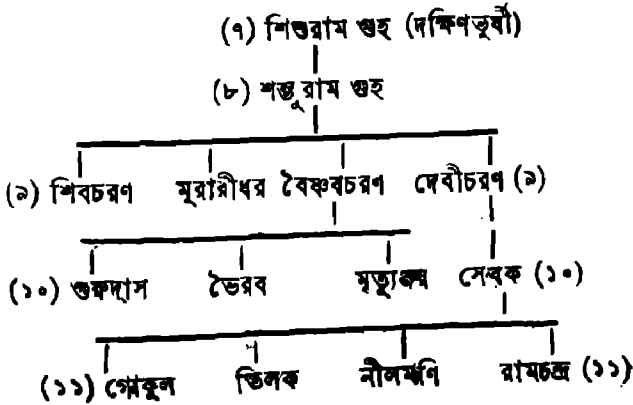 (৭) শিশুরাম গুহ (দক্ষিণভূর্ষী)
(৮) শম্ভুরাম গুহ
(৯) শিবচরণ মূরারীধর বৈষ্ণবচরণ দেবীচরণ (৯)
(১০) গুরুদাস ভৈরব মৃত্যুঞ্জয় সেবক (১০)
(১১) গোকুল তিলক নীলমণি রামচন্দ্র (১১)